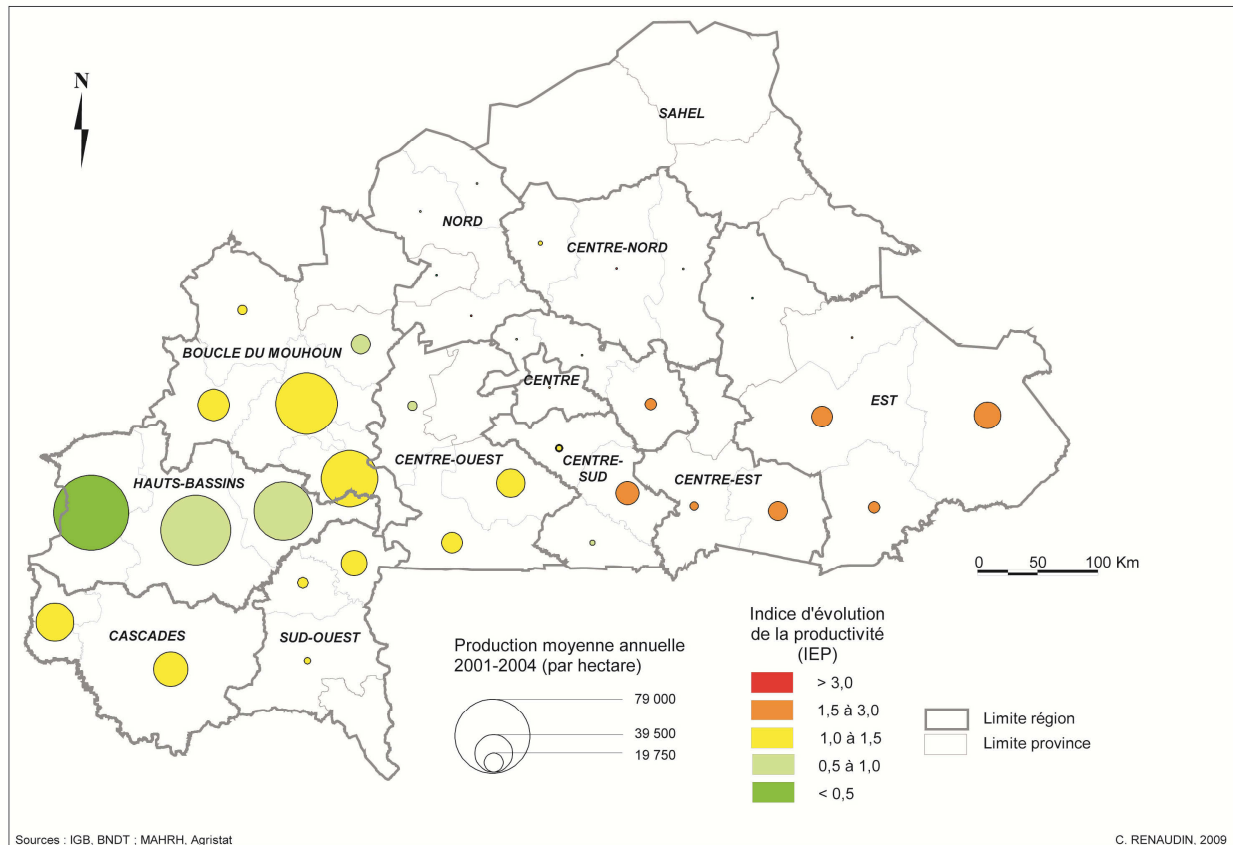 N
SAHEL
NORD
CENTRE-NORD
BOUCLE DU MOUHOUN
CENTRE
EST
CENTRE-OUEST
CENTRE-
SUD
CENTRE-EST
HAUTS-BASSINS
CASCADES
SUD-OUEST
0 50 100 Km
Production moyenne annuelle
2001-2004 (par hectare)
79 000
39 500
19 750
Indice d'évolution
de la productivité
(IEP)
> 3,0
1,5 à 3,0
1,0 à 1,5
0,5 à 1,0
< 0,5
Limite région
Limite province
Sources : IGB, BNDT ; MAHRH, Agristat
C. RENAUDIN, 2009